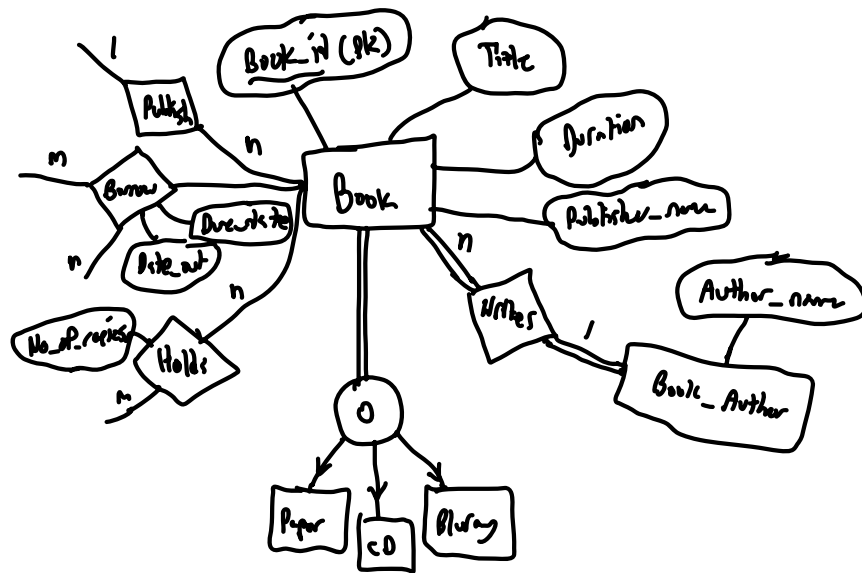 1
Book_id (PK)
Title
Publish
n
Duration
m
Borrow
Book
Publisher_name
n
Date_out
n
n
Writes
Author_name
No_of_copies
Holds
1
m
Book_Author
O
Paper
CD
Bluray